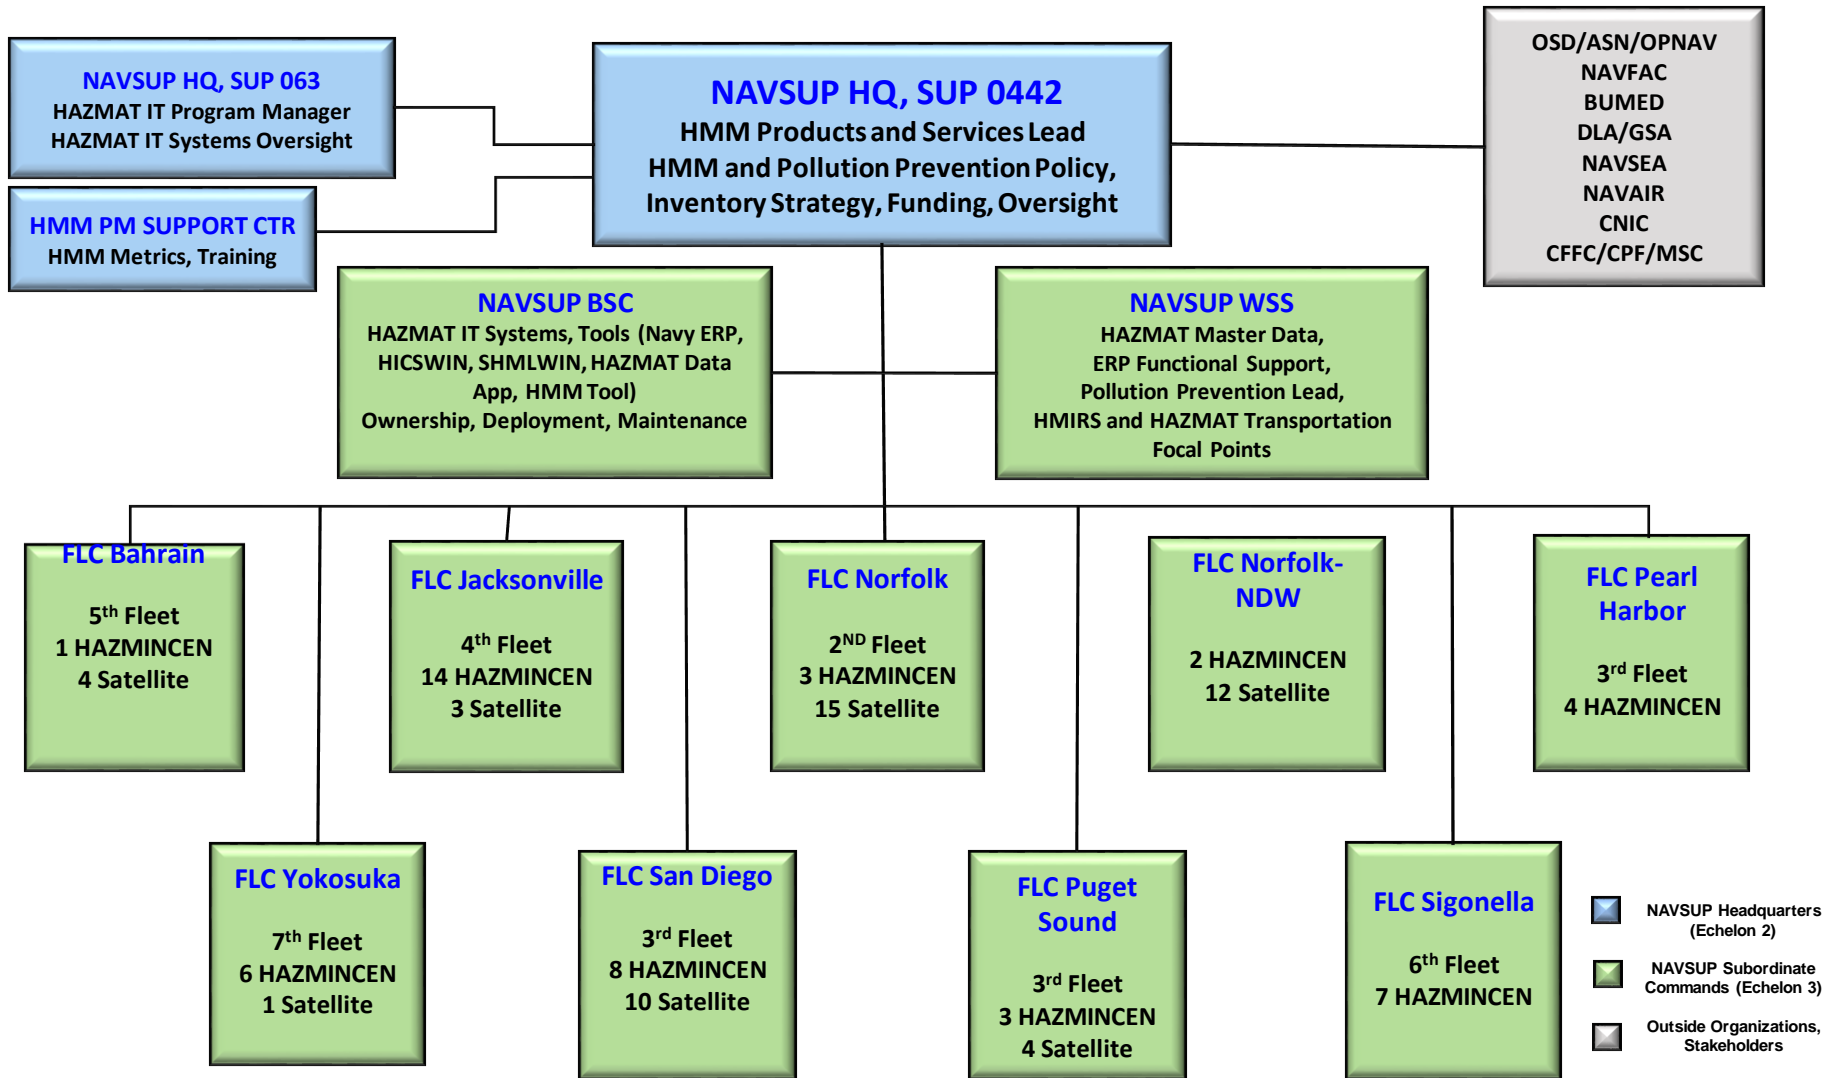 NAVSUP HQ, SUP 063
HAZMAT IT Program Manager
HAZMAT IT Systems Oversight
HMM PM SUPPORT CTR
HMM Metrics, Training
NAVSUP HQ, SUP 0442
HMM Products and Services Lead
HMM and Pollution Prevention Policy,
Inventory Strategy, Funding, Oversight
OSD/ASN/OPNAV
NAVFAC
BUMED
DLA/GSA
NAVSEA
NAVAIR
CNIC
CFFC/CPF/MSC
NAVSUP BSC
HAZMAT IT Systems, Tools (Navy ERP,
HICSWIN, SHMLWIN, HAZMAT Data
App, HMM Tool)
Ownership, Deployment, Maintenance
NAVSUP WSS
HAZMAT Master Data,
ERP Functional Support,
Pollution Prevention Lead,
HMIRS and HAZMAT Transportation
Focal Points
FLC Bahrain
5th Fleet
1 HAZMINCEN
4 Satellite
FLC Jacksonville
4th Fleet
14 HAZMINCEN
3 Satellite
FLC Norfolk
2ND Fleet
3 HAZMINCEN
15 Satellite
FLC Norfolk-
NDW
2 HAZMINCEN
12 Satellite
FLC Pearl
Harbor
3rd Fleet
4 HAZMINCEN
FLC Yokosuka
7th Fleet
6 HAZMINCEN
1 Satellite
FLC San Diego
3rd Fleet
8 HAZMINCEN
10 Satellite
FLC Puget
Sound
3rd Fleet
3 HAZMINCEN
4 Satellite
FLC Sigonella
6th Fleet
7 HAZMINCEN
NAVSUP Headquarters
(Echelon 2)
NAVSUP Subordinate
Commands (Echelon 3)
Outside Organizations,
Stakeholders